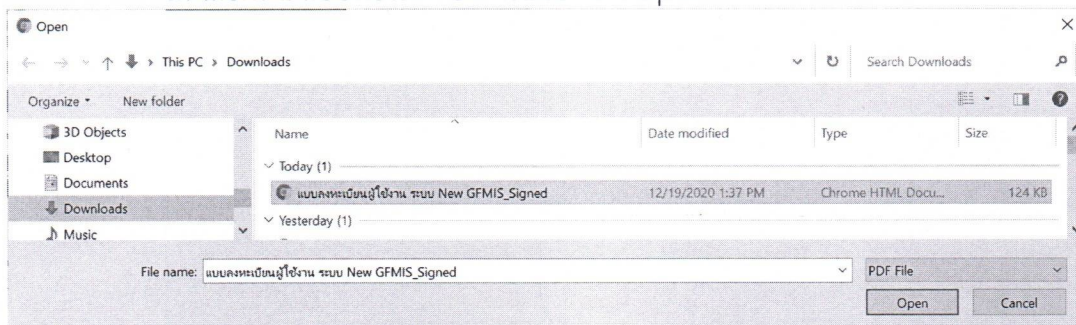 Open
This PC > Downloads
Search Downloads
Organize
New folder
3D Objects
Desktop
Documents
Downloads
Music
Name
Date modified
Type
Size
Today (1)
แบบลงทะเบียนผู้ใช้งาน ระบบ New GFMIS_Signed 12/19/2020 1:37 PM Chrome HTML Docu... 124 KB
Yesterday (1)
File name: แบบลงทะเบียนผู้ใช้งาน ระบบ New GFMIS_Signed
PDF File
Open
Cancel